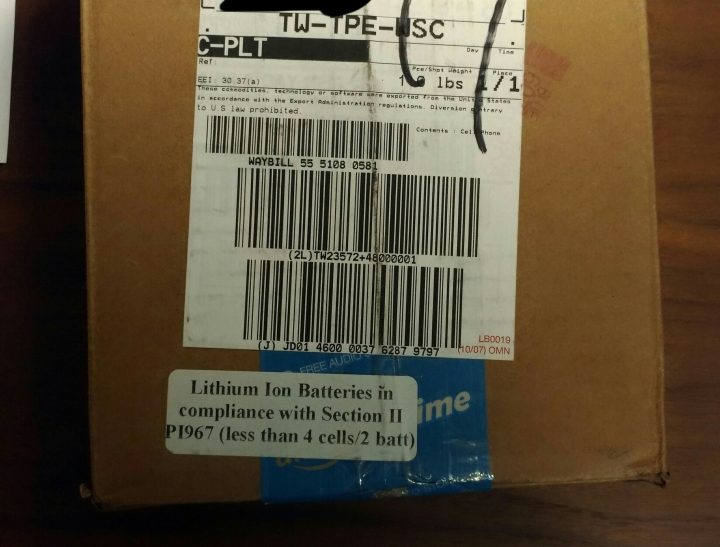 TW-TPE-WSC
C-PLT
Day Time
Ref:
Pce/Shpt Weight Piece
lbs 1/1
EEI: 30.37(a)
These commodities, technology or software were exported from the United States
in accordance with the Export Administration regulations. Diversion
to U.S law prohibited.
Contents : Cell Phone
WAYBILL 55 5108 0581
(2L)TW23572+48000001
(J) JD01 4600 0037 6287 9797
LB0019
(10/07) OMN
FREE AUDIO
Lithium Ion Batteries in
compliance with Section II
PI967 (less than 4 cells/2 batt)
ime